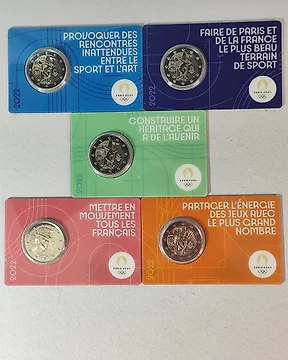 PROVOQUER DES
RENCONTRES
INATTENDUES
ENTRE LE
SPORT ET L'ART
2022
PARIS 2024
FAIRE DE PARIS ET
DE LA FRANCE
LE PLUS BEAU
TERRAIN
DE SPORT
2022
PARIS 2024
CONSTRUIRE UN
HÉRITAGE QUI
A DE L'AVENIR
2022
PARIS 2024
METTRE EN
MOUVEMENT
TOUS LES
FRANÇAIS
2022
PARIS 2024
PARTAGER L'ÉNERGIE
DES JEUX AVEC
LE PLUS GRAND
NOMBRE
2022
PARIS 2024